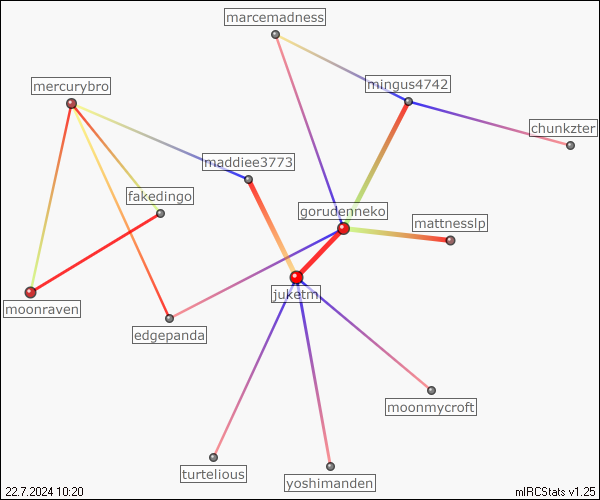 marcemadness
mercurybro
mingus4742
chunkzter
maddiee3773
fakedingo
gorudenneko
mattnesslp
moonraven
juketm
edgepanda
moonmycroft
turtelious
yoshimanden
22.7.2024 10:20
mIRCStats v1.25